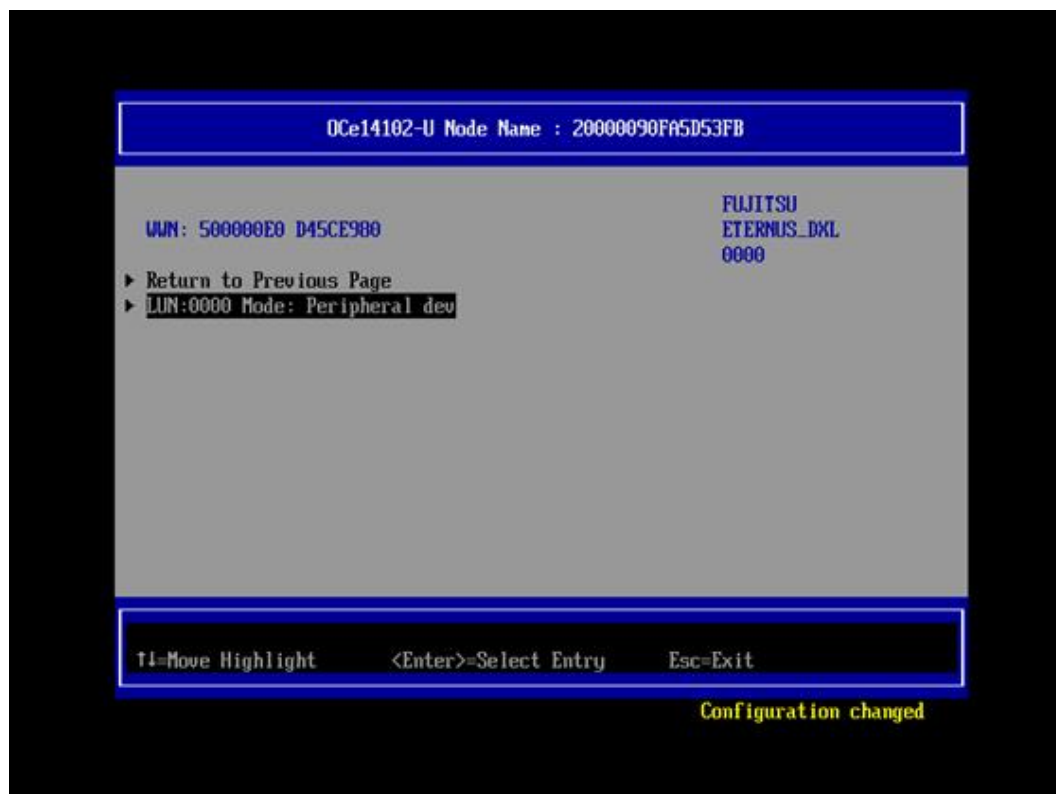 OCe14102-U Node Name : 20000090FA5D53FB
FUJITSU
WWN: 500000E0 D45CE980 ETERNUS_DXL
0000
▶ Return to Previous Page
▶ LUN:0000 Mode: Peripheral dev
↑↓=Move Highlight <Enter>=Select Entry Esc=Exit
Configuration changed